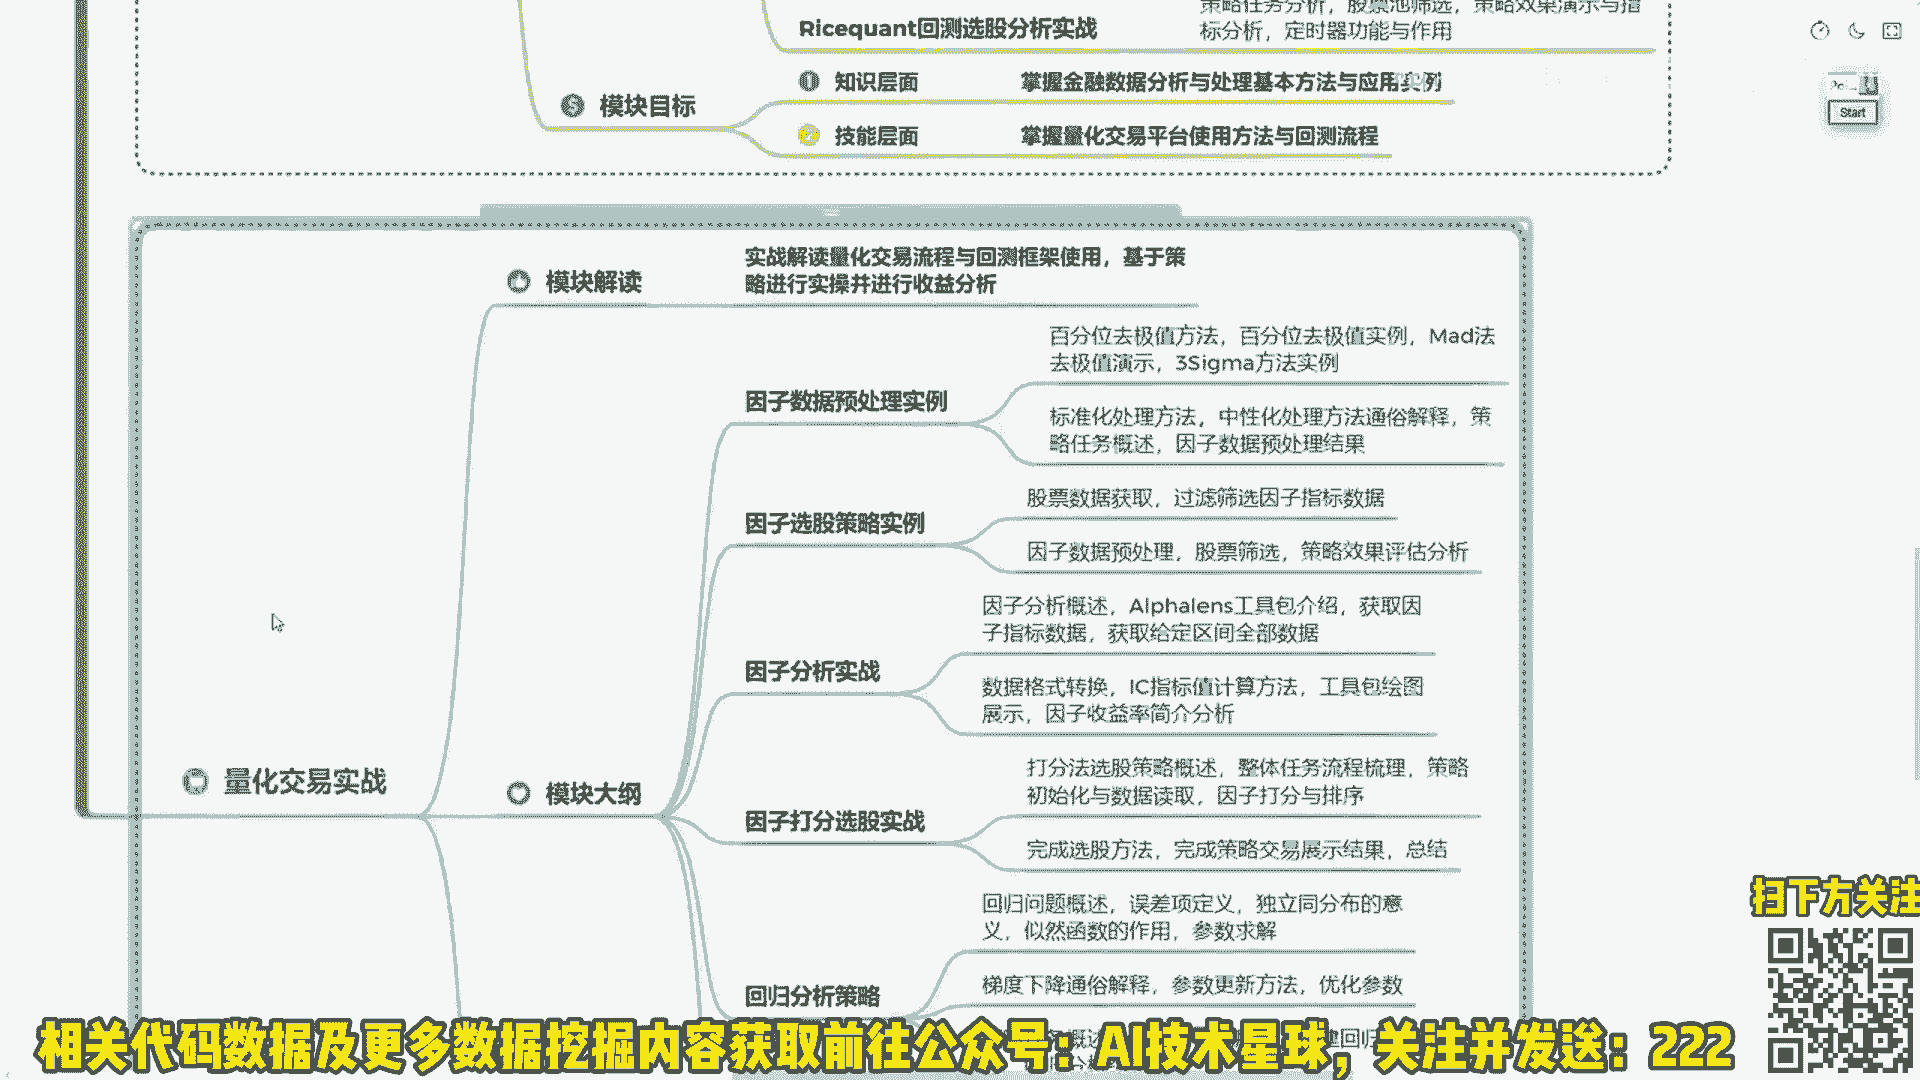 策略任务分析，股票池筛选，策略效果演示与指
标分析，定时器功能与作用
Ricequant回测选股分析实战
模块目标
知识层面
掌握金融数据分析与处理基本方法与应用实例
技能层面
掌握量化交易平台使用方法与回测流程
Start
模块解读
实战解读量化交易流程与回测框架使用，基于策
略进行实操并进行收益分析
因子数据预处理实例
百分位去极值方法，百分位去极值实例，Mad法
去极值演示，3Sigma方法实例
标准化处理方法，中性化处理方法通俗解释，策
略任务概述，因子数据预处理结果
因子选股策略实例
股票数据获取，过滤筛选因子指标数据
因子数据预处理，股票筛选，策略效果评估分析
因子分析实战
因子分析概述，Alphalens工具包介绍，获取因
子指标数据，获取给定区间全部数据
数据格式转换，IC指标值计算方法，工具包绘图
展示，因子收益率简介分析
量化交易实战
模块大纲
因子打分选股实战
打分法选股策略概述，整体任务流程梳理，策略
初始化与数据读取，因子打分与排序
完成选股方法，完成策略交易展示结果，总结
回归分析策略
回归问题概述，误差项定义，独立同分布的意
义，似然函数的作用，参数求解
梯度下降通俗解释，参数更新方法，优化参数
扫下方关注
相关代码数据及更多数据挖掘内容获取前往公众号：AI技术星球，关注并发送：222